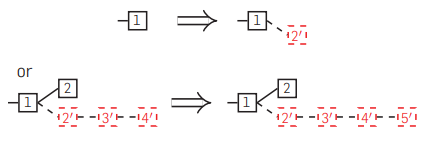 1 1 2′
or
2 2
1 2′ 3′ 4′ 1 2′ 3′ 4′ 5′